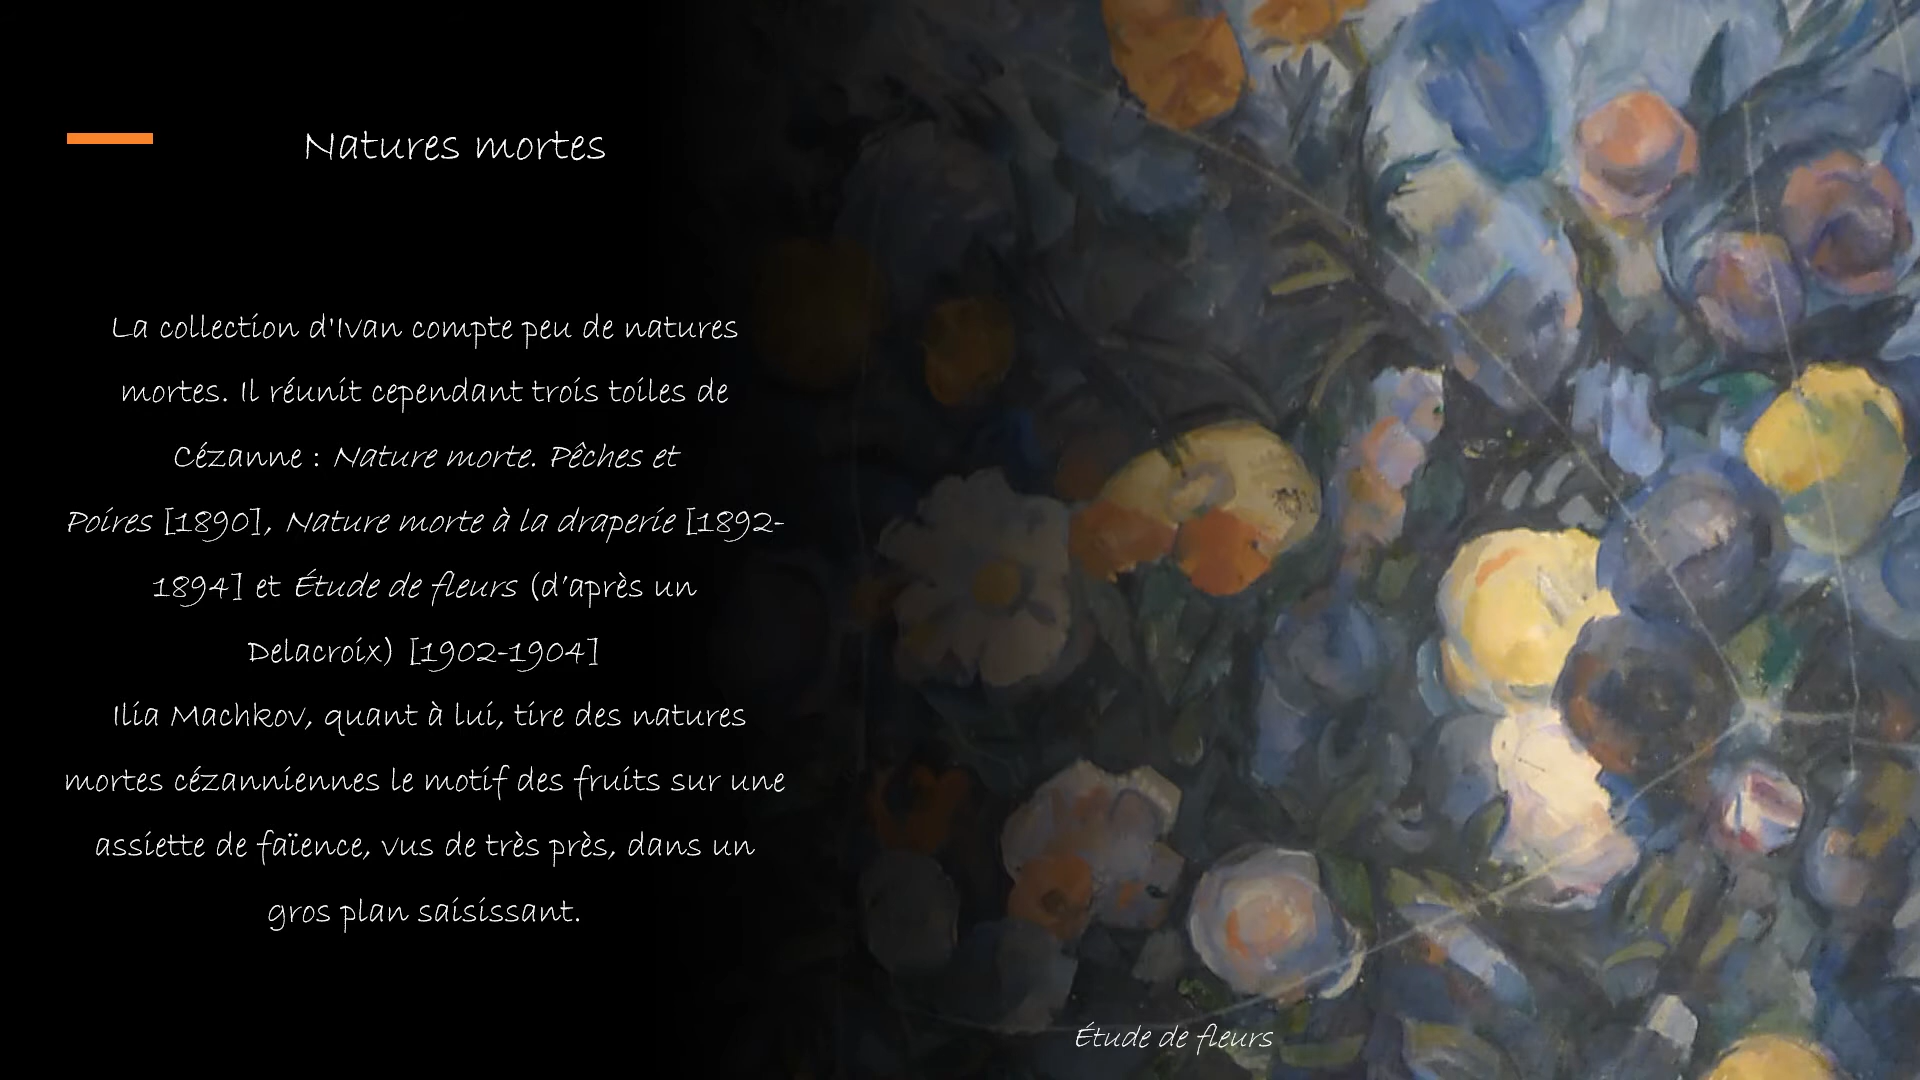 Natures mortes
La collection d'Ivan compte peu de natures
mortes. Il réunit cependant trois toiles de
Cézanne : Nature morte. Pêches et
Poires [1890], Nature morte à la draperie [1892-
1894] et Étude de fleurs (d’après un
Delacroix) [1902-1904]
Ilia Machkov, quant à lui, tire des natures
mortes cézanniennes le motif des fruits sur une
assiette de faïence, vus de très près, dans un
gros plan saisissant.
Étude de fleurs